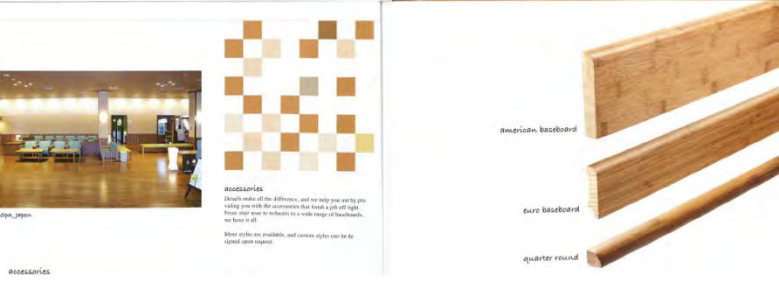 japan
accessories
Details make all the difference, and we help you out by pro
viding you with the accessories that finish a job off right.
From stair nose to reducers to a wide range of baseboards,
we have it all.
More styles are available, and custom styles can be de
signed upon request.
accessories
american baseboard
euro baseboard
quarter round